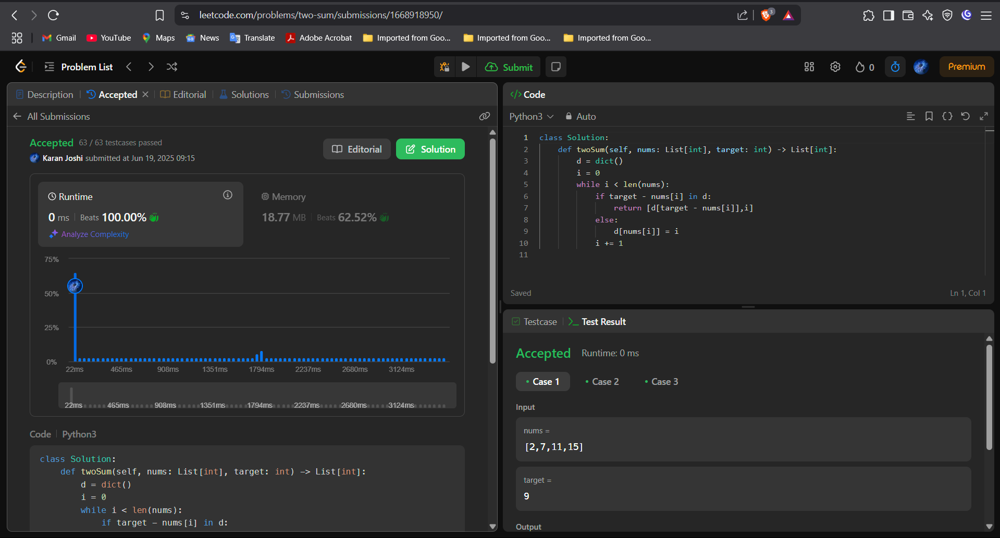 leetcode.com/problems/two-sum/submissions/1668918950/
3
Gmail YouTube Maps News Translate Adobe Acrobat Imported from Goo... Imported from Goo... Imported from Goo...
Problem List Submit 0 Premium
Description Accepted Editorial Solutions Submissions
All Submissions
Accepted 63 / 63 testcases passed
Karan Joshi submitted at Jun 19, 2025 09:15
Editorial Solution
Runtime
0 ms Beats 100.00%
Analyze Complexity
Memory
18.77 MB Beats 62.52%
75%
50%
25%
0%
22ms 465ms 908ms 1351ms 1794ms 2237ms 2680ms 3124ms
22ms 465ms 908ms 1351ms 1794ms 2237ms 2680ms 3124ms
Code Python3
class Solution:
    def twoSum(self, nums: List[int], target: int) -> List[int]:
        d = dict()
        i = 0
        while i < len(nums):
            if target - nums[i] in d:
</> Code
Python3 Auto
1 class Solution:
2     def twoSum(self, nums: List[int], target: int) -> List[int]:
3         d = dict()
4         i = 0
5         while i < len(nums):
6             if target - nums[i] in d:
7                 return [d[target - nums[i]],i]
8             else:
9                 d[nums[i]] = i
10             i += 1
11
Saved Ln 1, Col 1
Testcase Test Result
Accepted Runtime: 0 ms
Case 1 Case 2 Case 3
Input
nums =
[2,7,11,15]
target =
9
Output